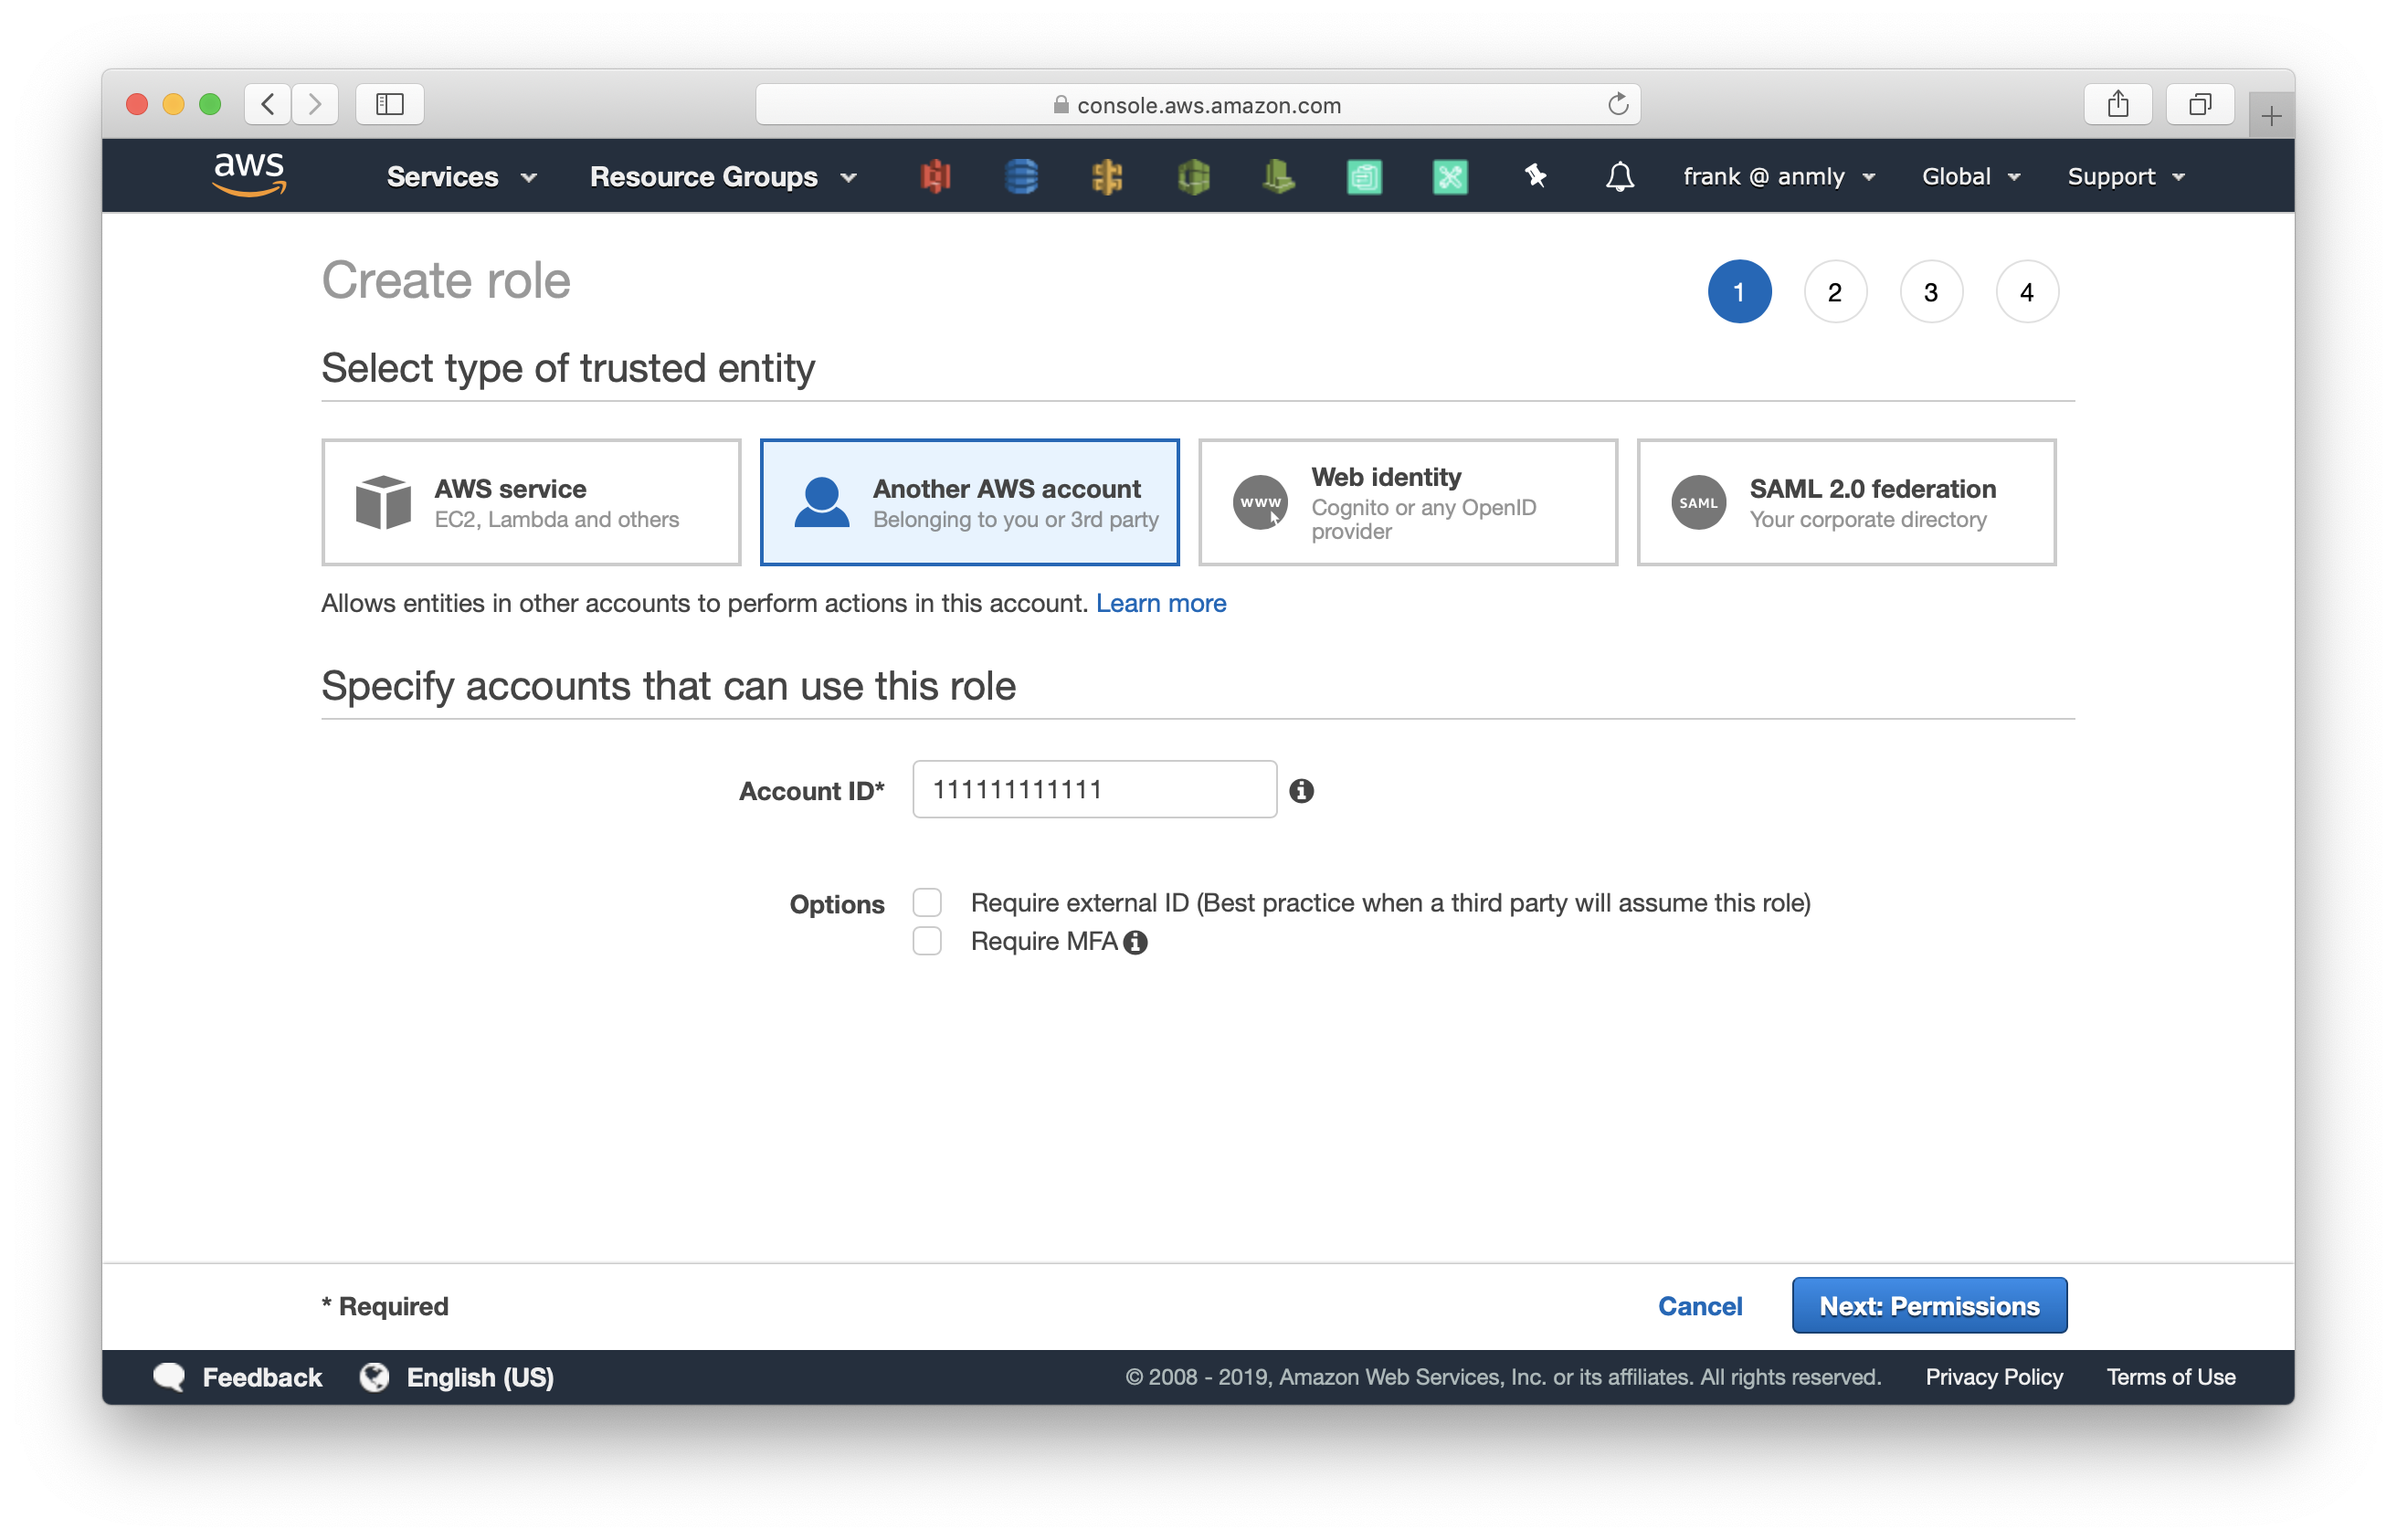 console.aws.amazon.com
aws Services Resource Groups frank @ anmly Global Support
Create role 1 2 3 4
Select type of trusted entity
AWS service
EC2, Lambda and others
Another AWS account
Belonging to you or 3rd party
www
Web identity
Cognito or any OpenID
provider
SAML
SAML 2.0 federation
Your corporate directory
Allows entities in other accounts to perform actions in this account. Learn more
Specify accounts that can use this role
Account ID* 111111111111
Options Require external ID (Best practice when a third party will assume this role)
Require MFA
* Required Cancel Next: Permissions
Feedback English (US) © 2008 - 2019, Amazon Web Services, Inc. or its affiliates. All rights reserved. Privacy Policy Terms of Use